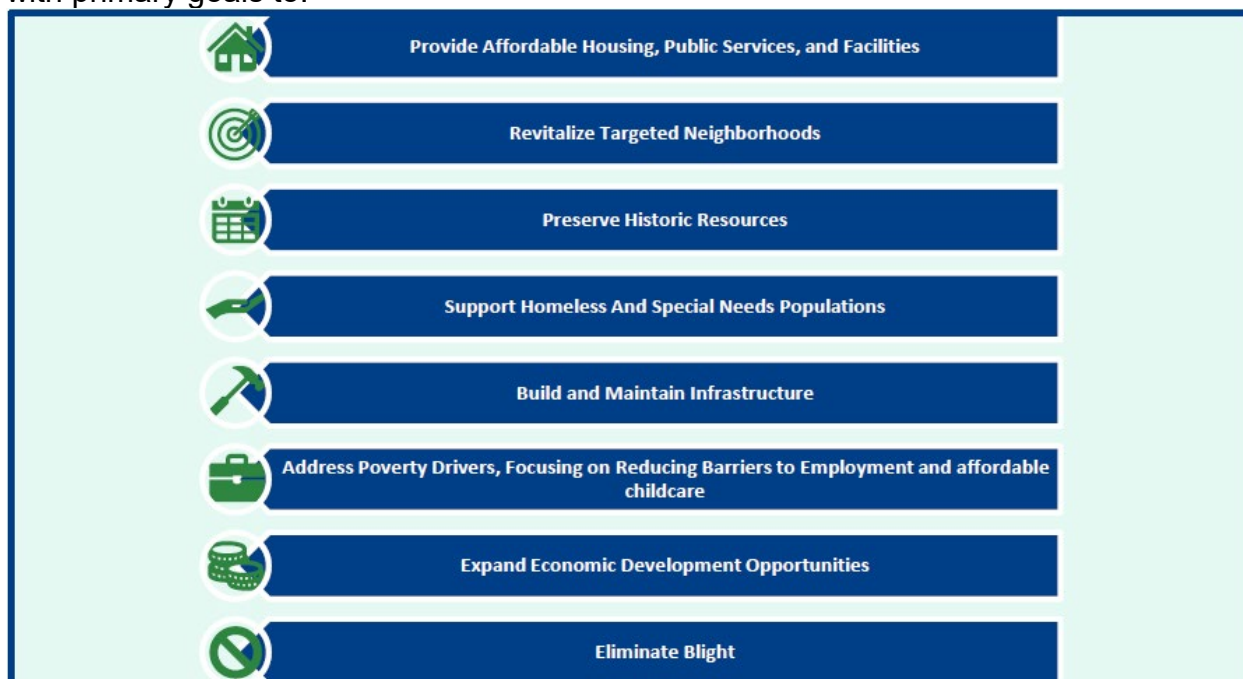 with primary goals to:
Provide Affordable Housing, Public Services, and Facilities
Revitalize Targeted Neighborhoods
Preserve Historic Resources
Support Homeless And Special Needs Populations
Build and Maintain Infrastructure
Address Poverty Drivers, Focusing on Reducing Barriers to Employment and affordable
childcare
Expand Economic Development Opportunities
Eliminate Blight